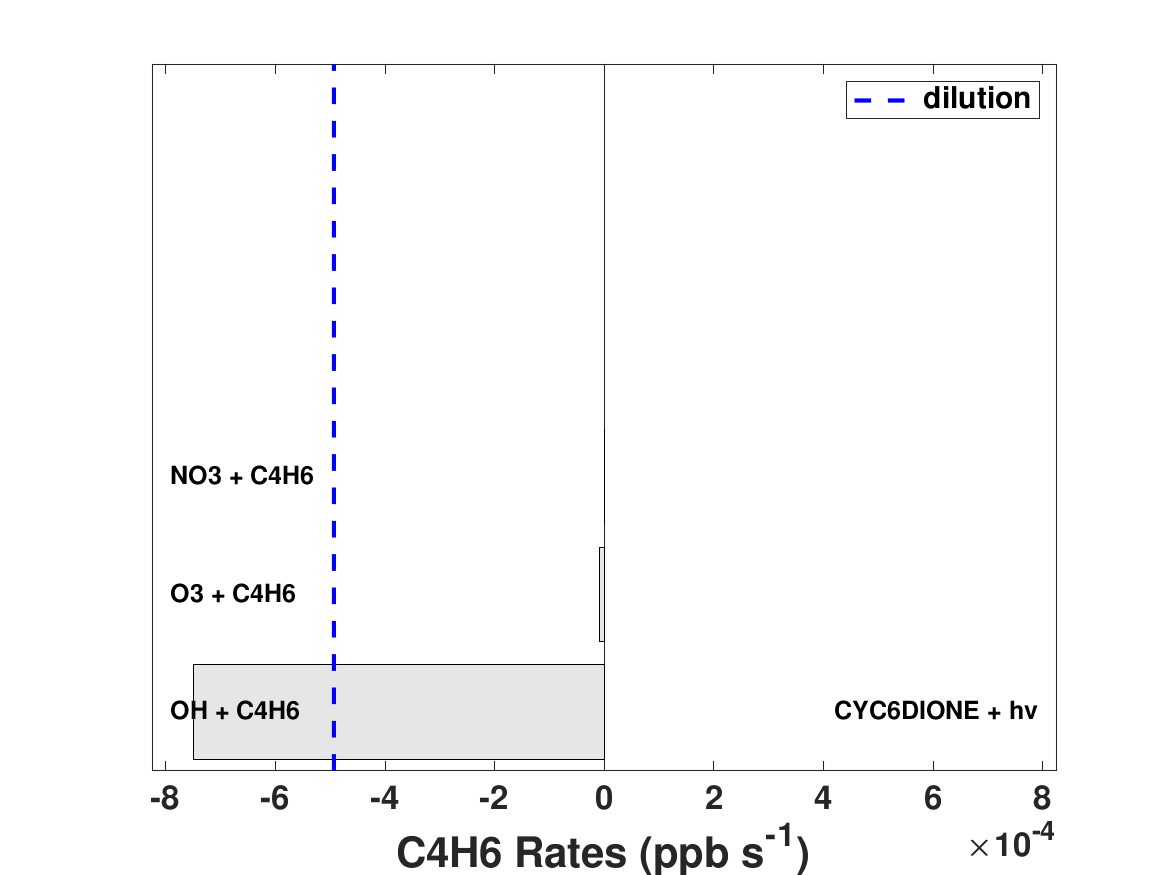 dilution
NO3 + C4H6
O3 + C4H6
OH + C4H6 CYC6DIONE + hv
-8 -6 -4 -2 0 2 4 6 8
C4H6 Rates (ppb s-1) ×10-4